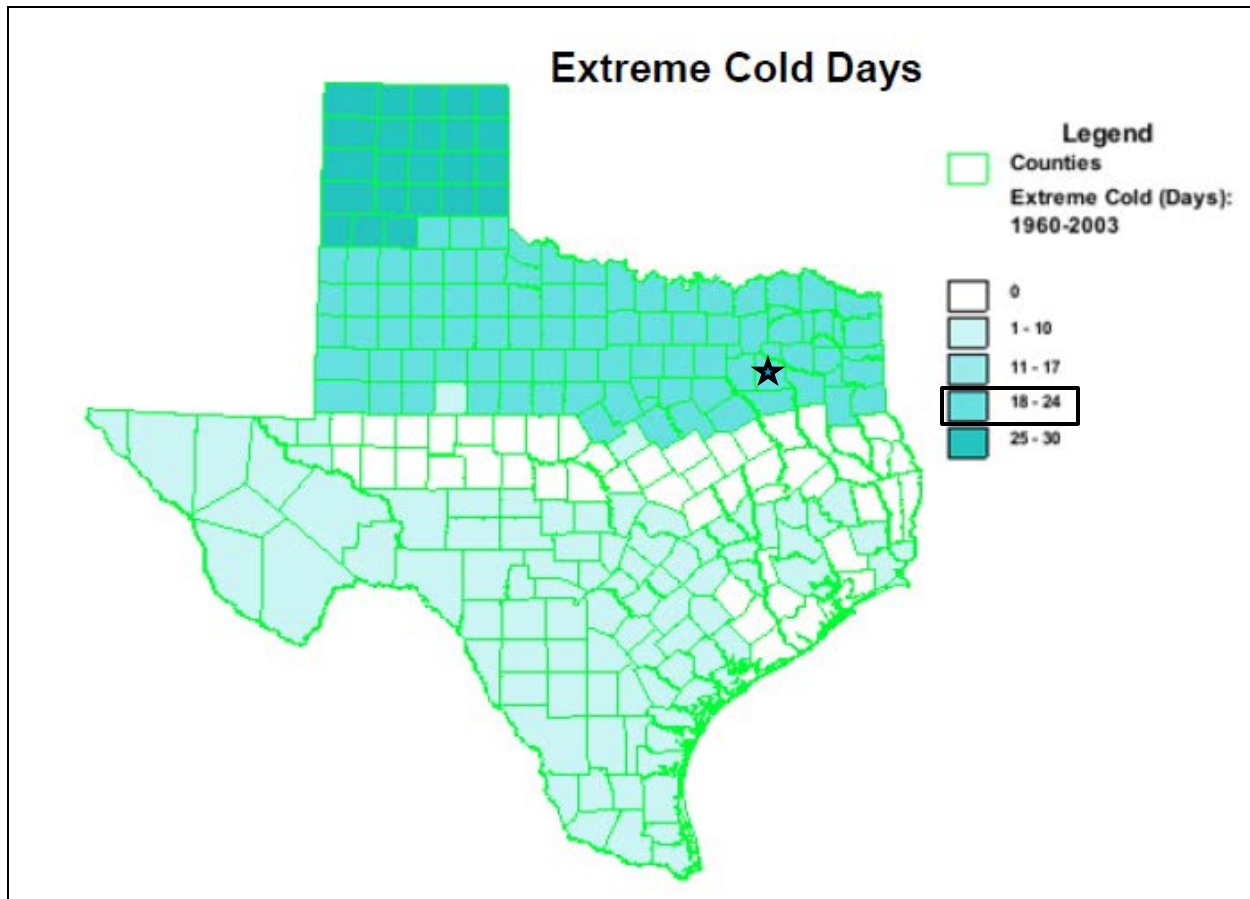 Extreme Cold Days
Legend
Counties
Extreme Cold (Days):
1960-2003
0
1 - 10
11 - 17
18 - 24
25 - 30